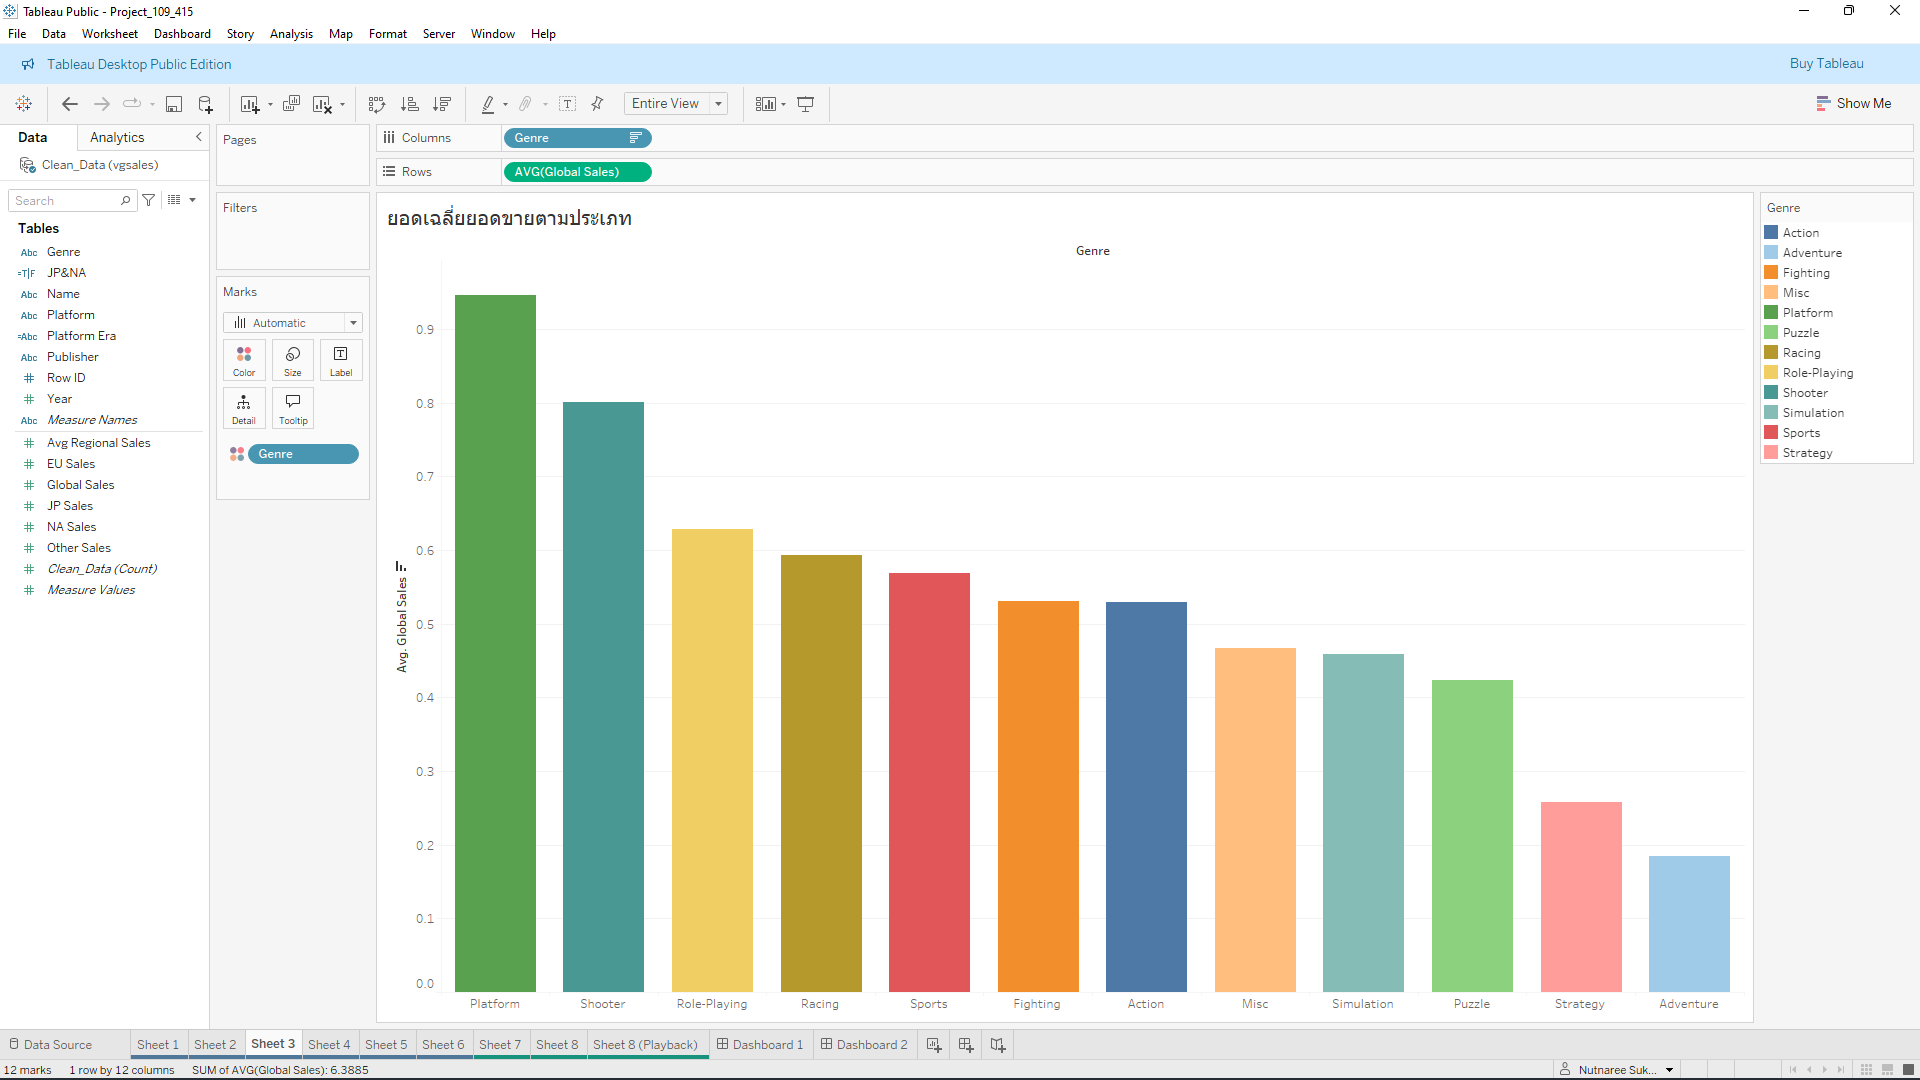 Tableau Public - Project_109_415
File Data Worksheet Dashboard Story Analysis Map Format Server Window Help
Tableau Desktop Public Edition
Buy Tableau
Entire View
Show Me
Data Analytics
Clean_Data (vgsales)
Search
Tables
Abc Genre
=T|F JP&NA
Abc Name
Abc Platform
=Abc Platform Era
Abc Publisher
# Row ID
# Year
Abc Measure Names
# Avg Regional Sales
# EU Sales
# Global Sales
# JP Sales
# NA Sales
# Other Sales
# Clean_Data (Count)
# Measure Values
Pages
Filters
Marks
Automatic
Color Size Label
Detail Tooltip
Genre
Columns Genre
Rows AVG(Global Sales)
ยอดเฉลี่ยยอดขายตามประเภท
Genre
Avg. Global Sales
0.9
0.8
0.7
0.6
0.5
0.4
0.3
0.2
0.1
0.0
Platform Shooter Role-Playing Racing Sports Fighting Action Misc Simulation Puzzle Strategy Adventure
Genre
Action
Adventure
Fighting
Misc
Platform
Puzzle
Racing
Role-Playing
Shooter
Simulation
Sports
Strategy
Data Source Sheet 1 Sheet 2 Sheet 3 Sheet 4 Sheet 5 Sheet 6 Sheet 7 Sheet 8 Sheet 8 (Playback) Dashboard 1 Dashboard 2
12 marks 1 row by 12 columns SUM of AVG(Global Sales): 6.3885
Nutnaree Suk...